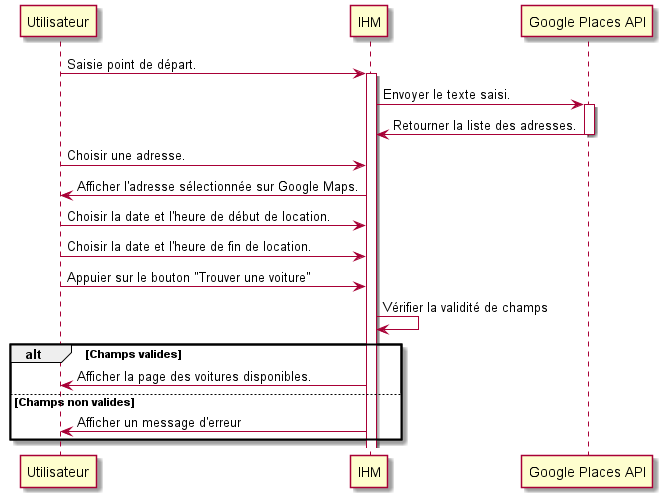 Utilisateur
IHM
Google Places API
Saisie point de départ.
Envoyer le texte saisi.
Retourner la liste des adresses.
Choisir une adresse.
Afficher l'adresse sélectionnée sur Google Maps.
Choisir la date et l'heure de début de location.
Choisir la date et l'heure de fin de location.
Appuier sur le bouton "Trouver une voiture"
Vérifier la validité de champs
alt
[Champs valides]
Afficher la page des voitures disponibles.
[Champs non valides]
Afficher un message d'erreur
Utilisateur
IHM
Google Places API